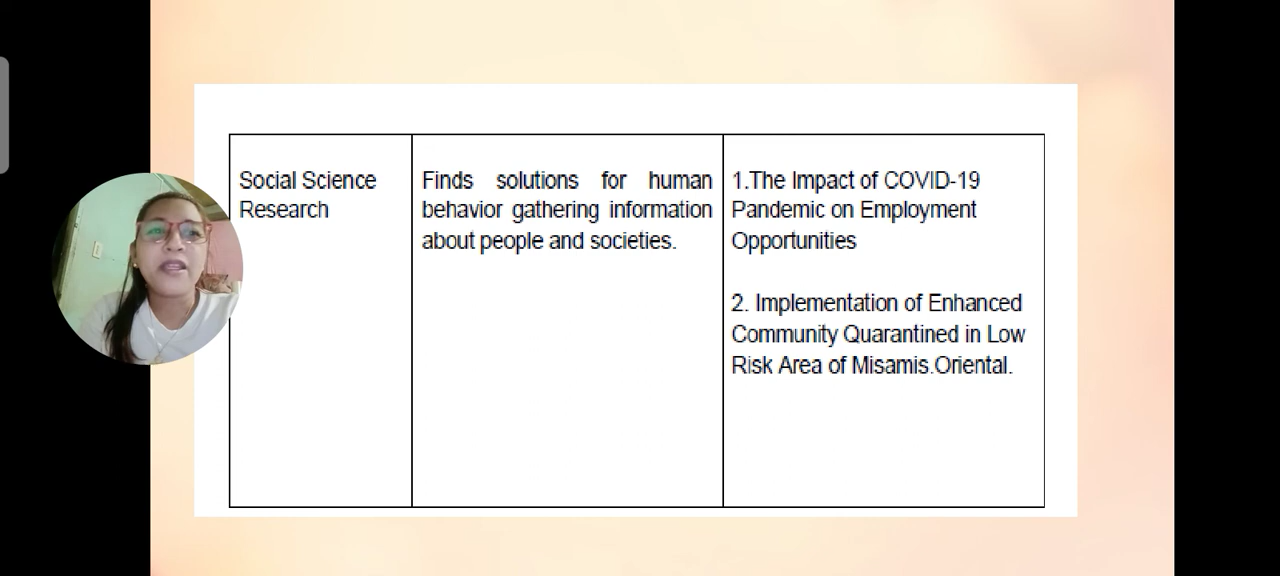 Social Science
Research
Finds solutions for human
behavior gathering information
about people and societies.
1.The Impact of COVID-19
Pandemic on Employment
Opportunities
2. Implementation of Enhanced
Community Quarantined in Low
Risk Area of Misamis.Oriental.